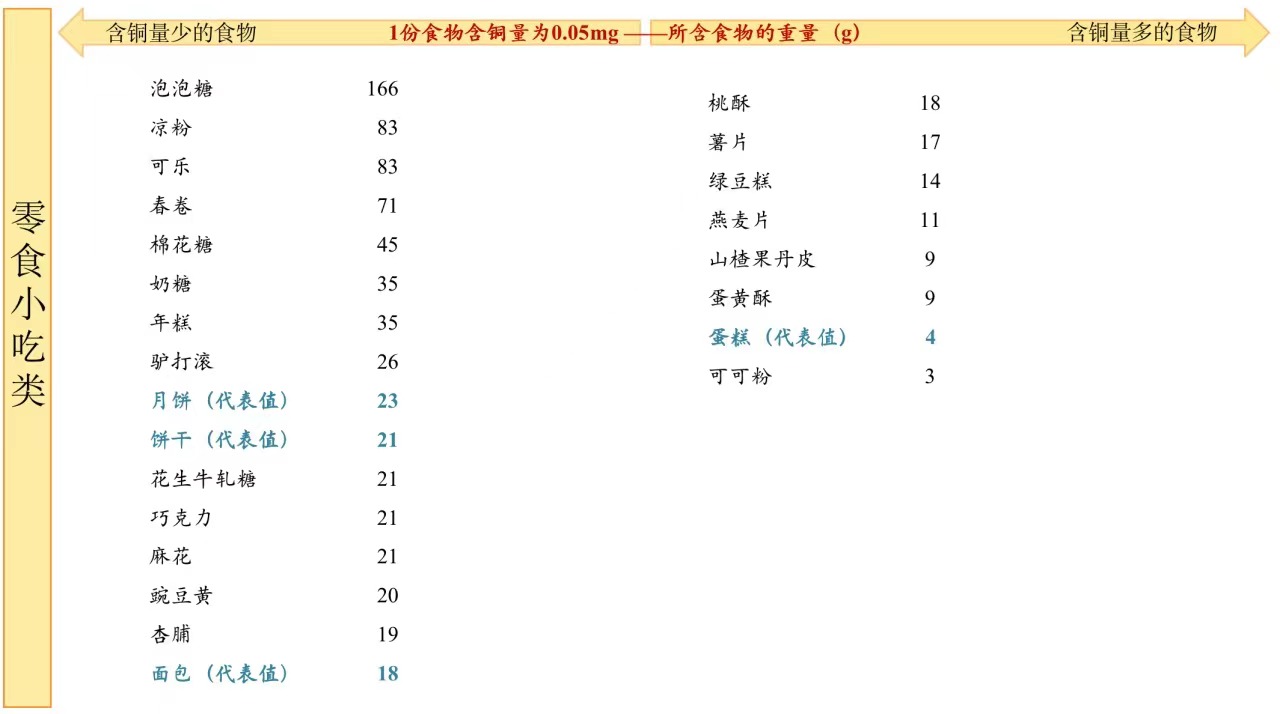 零食小吃类
含铜量少的食物 1份食物含铜量为0.05mg ——所含食物的重量（g） 含铜量多的食物
泡泡糖 166
凉粉 83
可乐 83
春卷 71
棉花糖 45
奶糖 35
年糕 35
驴打滚 26
月饼（代表值） 23
饼干（代表值） 21
花生牛轧糖 21
巧克力 21
麻花 21
豌豆黄 20
杏脯 19
面包（代表值） 18
桃酥 18
薯片 17
绿豆糕 14
燕麦片 11
山楂果丹皮 9
蛋黄酥 9
蛋糕（代表值） 4
可可粉 3